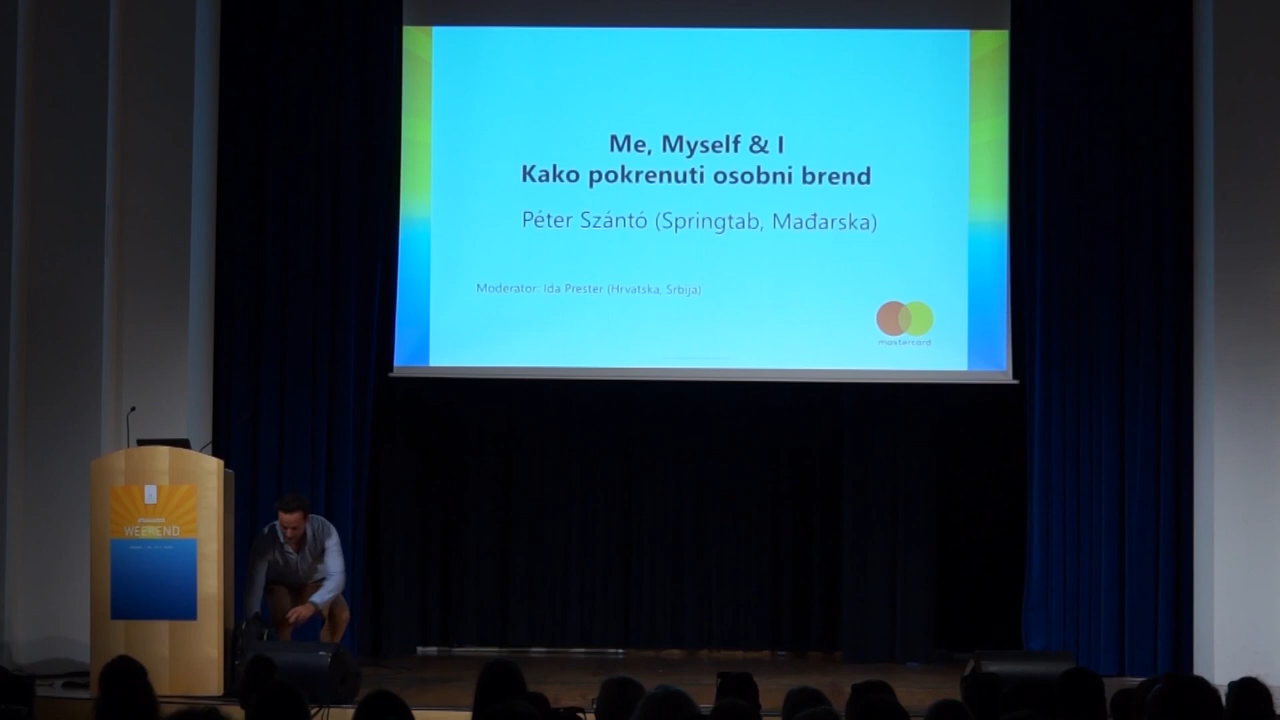 Me, Myself & I
Kako pokrenuti osobni brend
Péter Szántó (Springtab, Mađarska)
Moderator: Ida Prester (Hrvatska, Srbija)
mastercard
WEEKEND